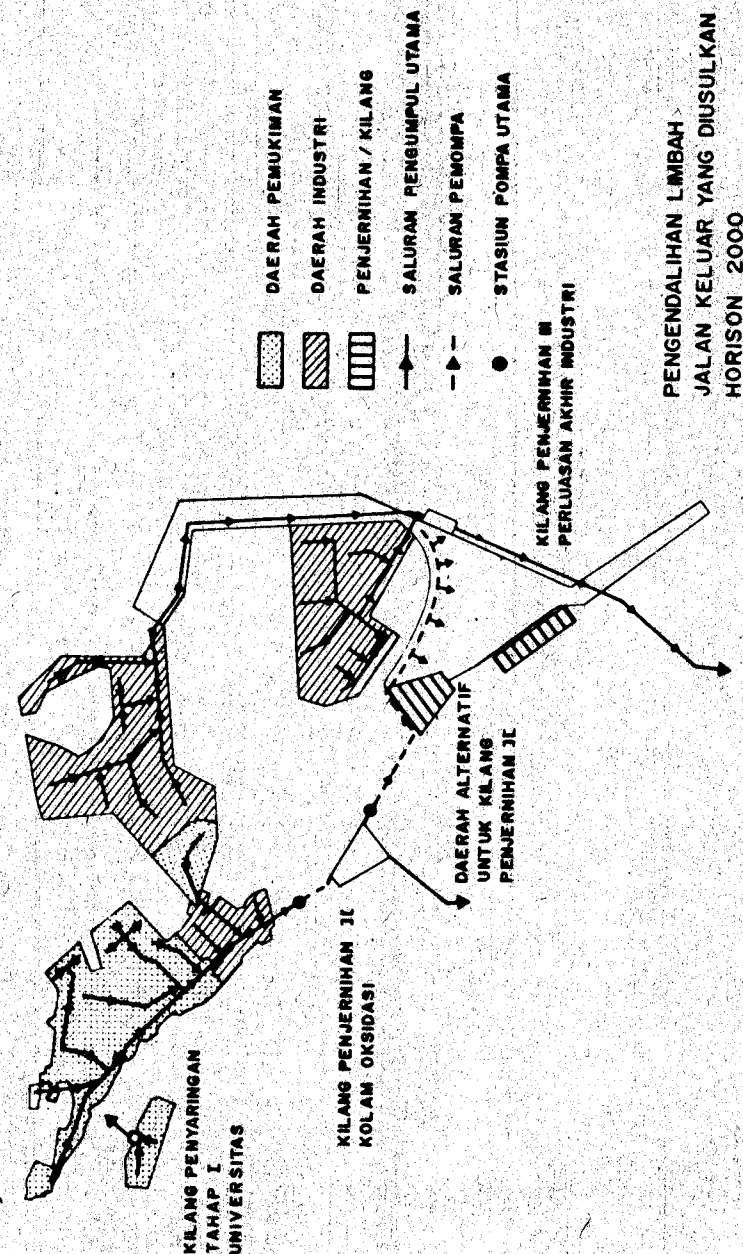 DAERAH PEMUKIMAN
DAERAH INDUSTRI
PENJERNIHAN / KILANG
SALURAN PENGUMPUL UTAMA
SALURAN PEMOMPA
STASIUN POMPA UTAMA
KILANG PENYARINGAN
TAHAP I
UNIVERSITAS
KILANG PENJERNIHAN II
KOLAM OKSIDASI
DAERAH ALTERNATIF
UNTUK KILANG
PENJERNIHAN II
KILANG PENJERNIHAN III
PERLUASAN AKHIR INDUSTRI
PENGENDALIHAN LIMBAH
JALAN KELUAR YANG DIUSULKAN
HORISON 2000